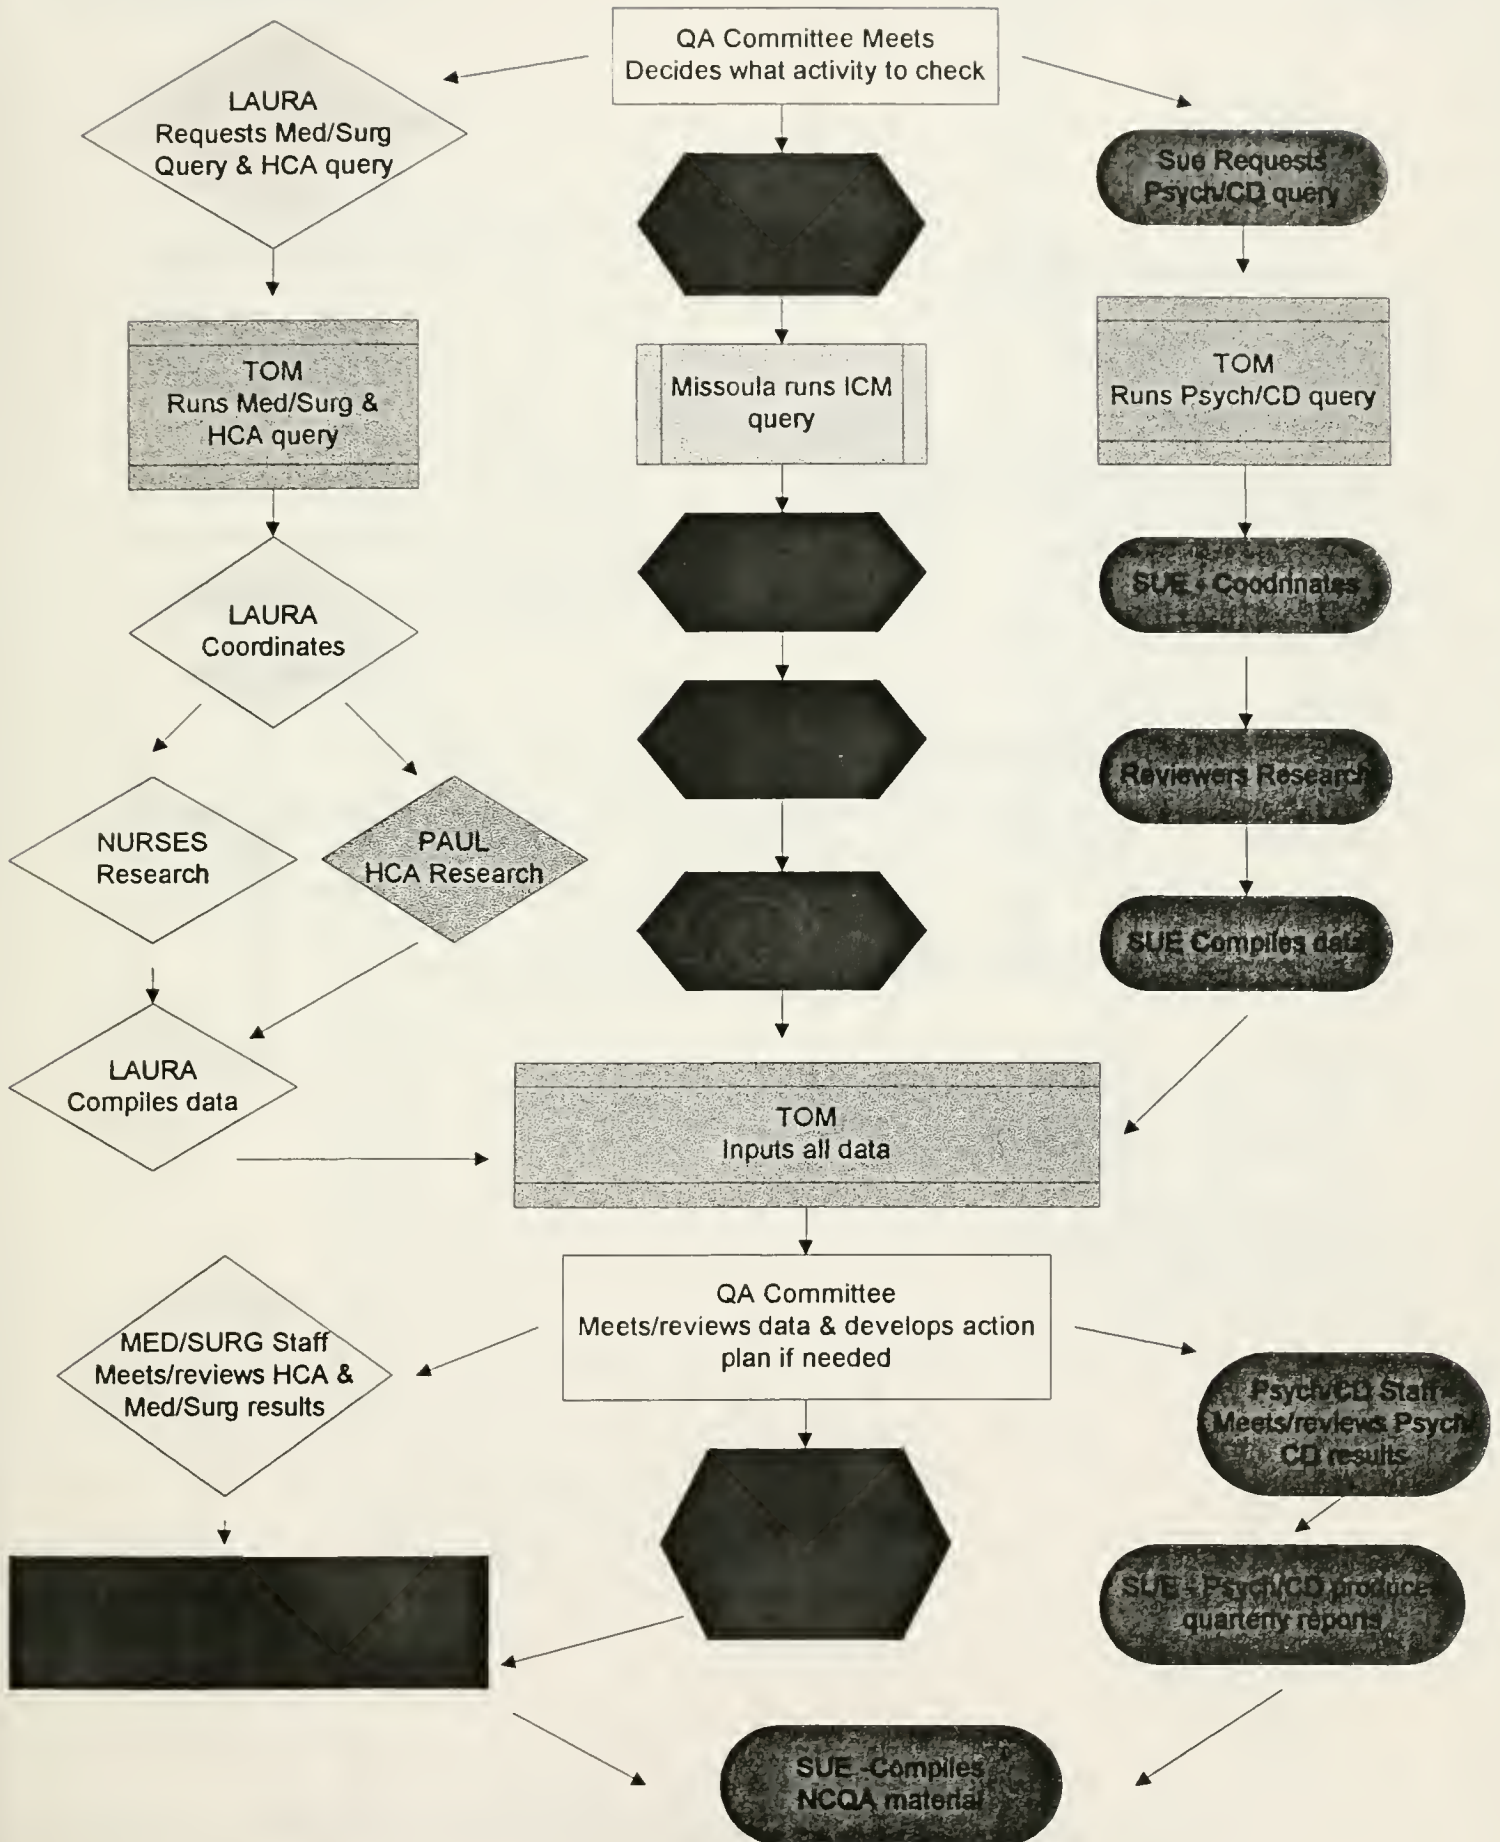 QA Committee Meets
Decides what activity to check
LAURA
Requests Med/Surg
Query & HCA query
Sue Requests
Psych/CD query
TOM
Runs Med/Surg &
HCA query
Missoula runs ICM
query
TOM
Runs Psych/CD query
LAURA
Coordinates
SUE - Coodrinates
NURSES
Research
PAUL
HCA Research
Reviewers Research
SUE Compiles data
LAURA
Compiles data
TOM
Inputs all data
QA Committee
Meets/reviews data & develops action
plan if needed
MED/SURG Staff
Meets/reviews HCA &
Med/Surg results
Psych/CD Staff
Meets/reviews Psych/
CD results
SUE - Psych/CD produce
quarterly reports
SUE -Compiles
NCQA material